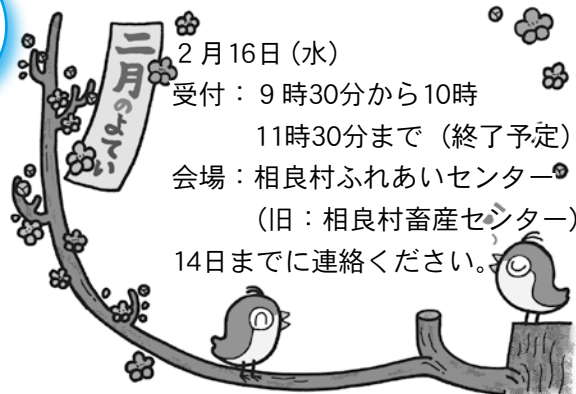 二月のよてい
2月16日(水)
受付:9時30分から10時
11時30分まで(終了予定)
会場:相良村ふれあいセンター
(旧:相良村畜産センター)
14日までに連絡ください。